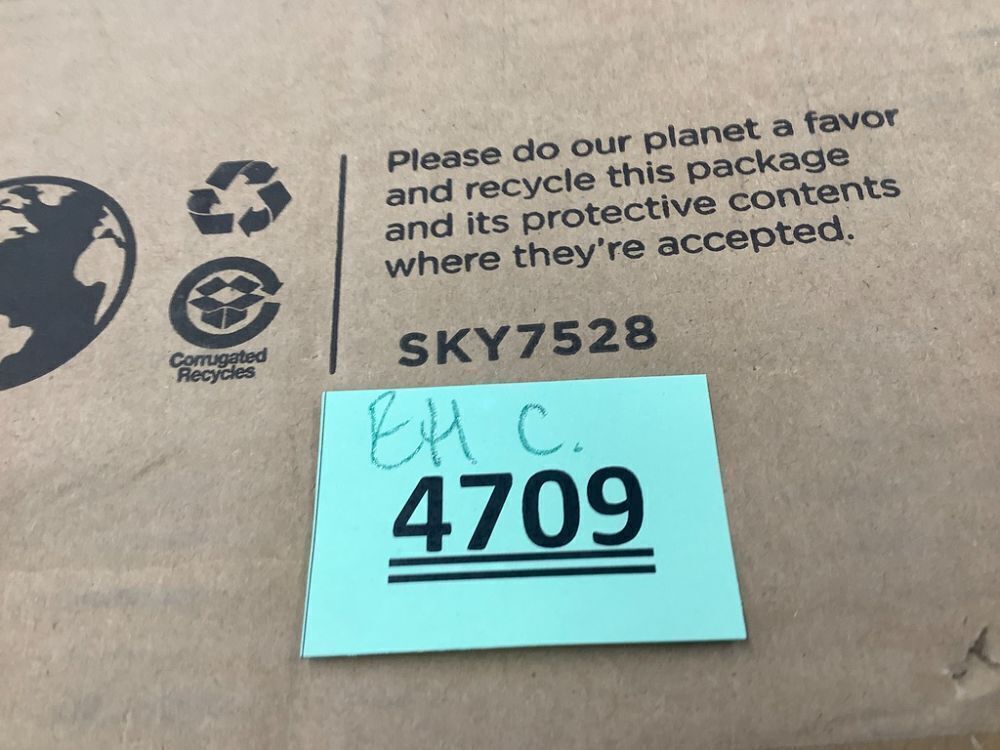 Please do our planet a favor
and recycle this package
and its protective contents
where they're accepted.
SKY7528
Corrugated
Recycles
C.
4709